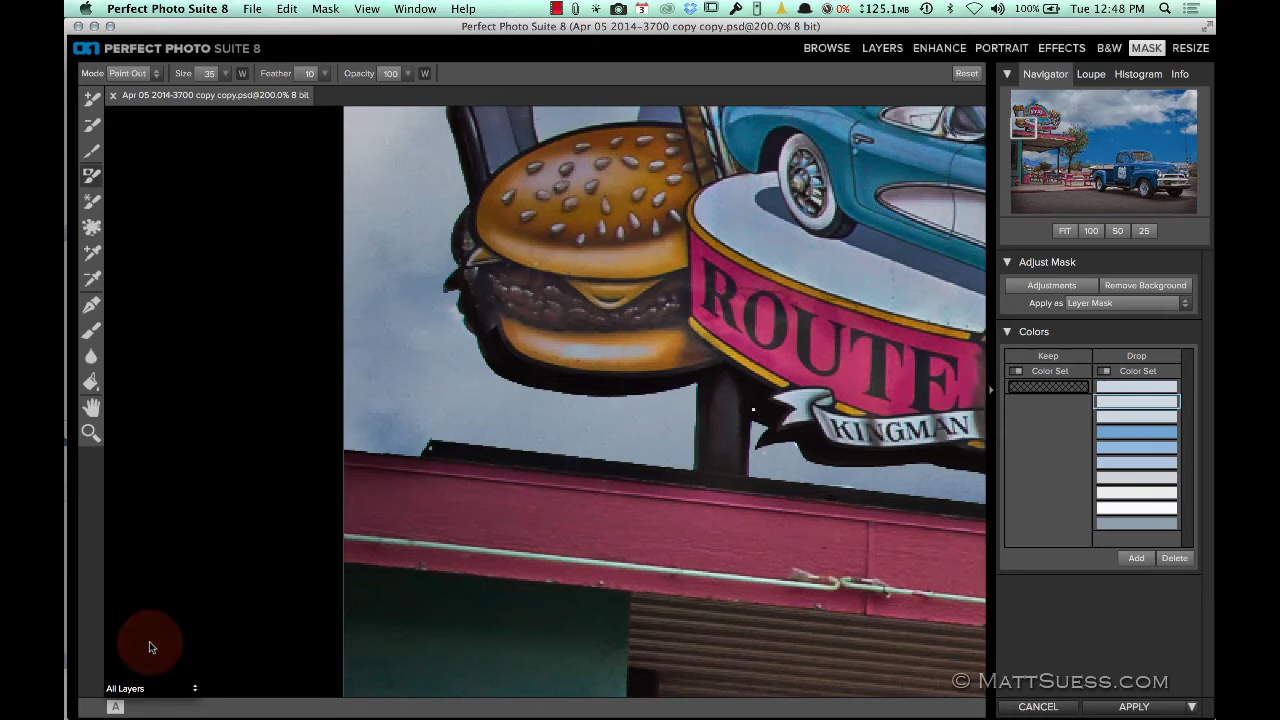 Perfect Photo Suite 8 File Edit Mask View Window Help 3 0% 125.1MB 100% Tue 12:48 PM
Perfect Photo Suite 8 (Apr 05 2014-3700 copy copy.psd@200.0% 8 bit)
on PERFECT PHOTO SUITE 8 BROWSE LAYERS ENHANCE PORTRAIT EFFECTS B&W MASK RESIZE
Mode Paint Out Size 35 W Feather 10 Opacity 100 W Reset
Navigator Loupe Histogram Info
x Apr 05 2014-3700 copy copy.psd@200.0% 8 bit
FIT 100 50 25
Adjust Mask
Adjustments Remove Background
Apply as Layer Mask
Colors
Keep Drop
Color Set Color Set
Add Delete
ROUTE
KINGMAN
All Layers
A
© MattSuess.com
CANCEL APPLY